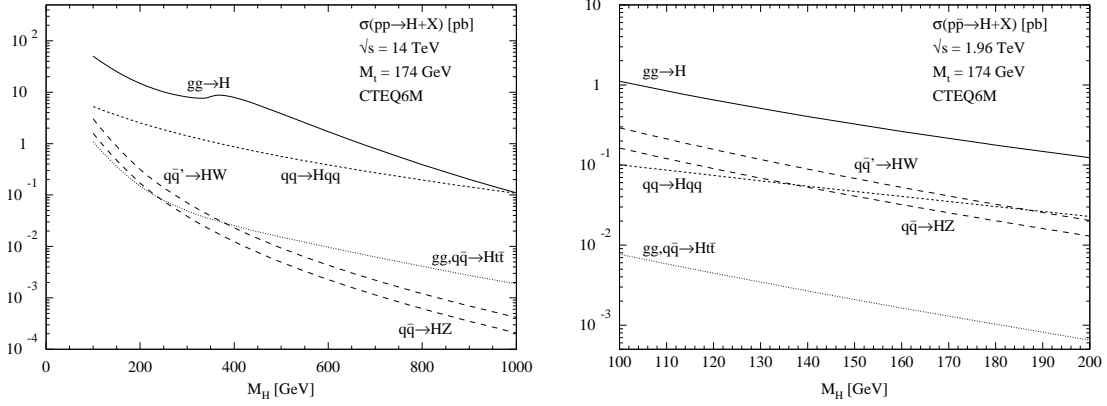 σ(pp→H+X) [pb]
√s = 14 TeV
M_t = 174 GeV
CTEQ6M
gg→H
qq̄'→HW
qq→Hqq
gg,qq̄→Htt̄
qq̄→HZ
10^2
10
1
10^-1
10^-2
10^-3
10^-4
0 200 400 600 800 1000
M_H [GeV]
σ(pp̄→H+X) [pb]
√s = 1.96 TeV
M_t = 174 GeV
CTEQ6M
gg→H
qq̄'→HW
qq→Hqq
qq̄→HZ
gg,qq̄→Htt̄
10
1
10^-1
10^-2
10^-3
100 110 120 130 140 150 160 170 180 190 200
M_H [GeV]